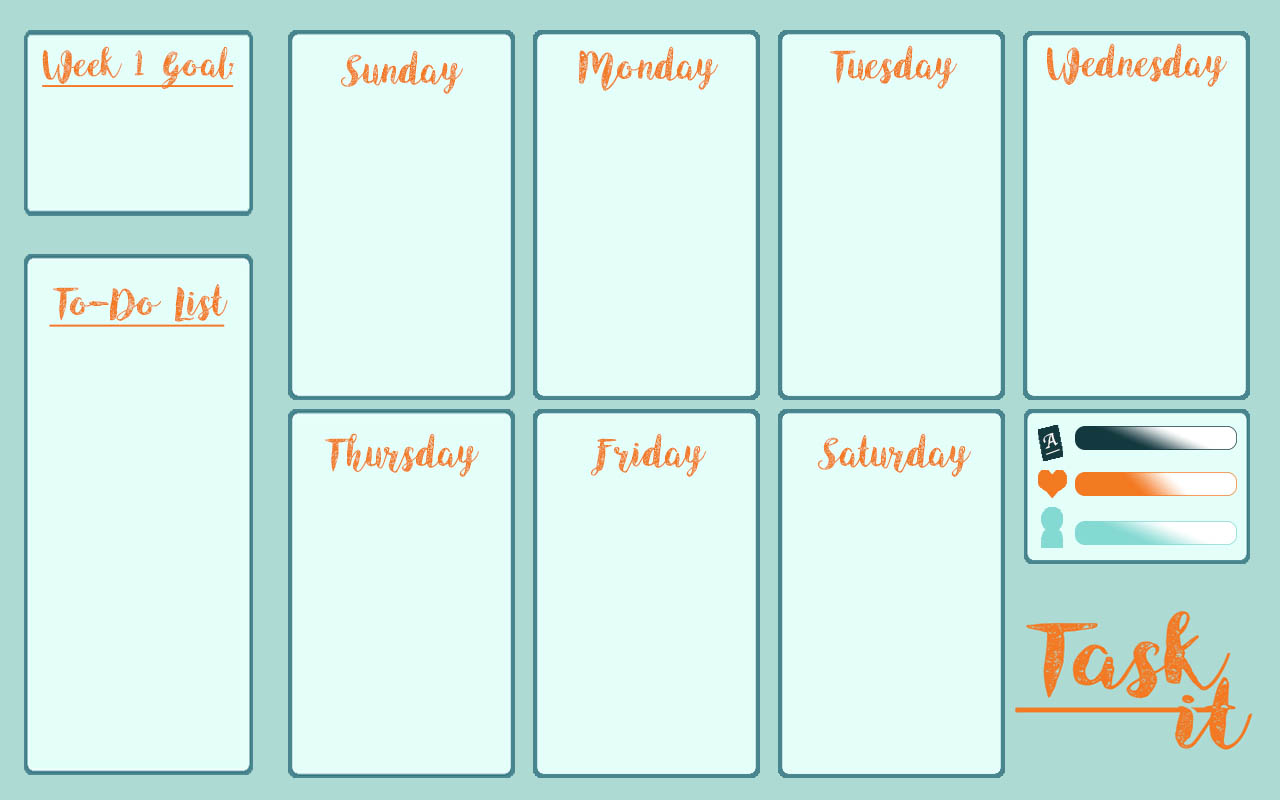 Week 1 Goal:
To-Do List
Sunday
Monday
Tuesday
Wednesday
Thursday
Friday
Saturday
A
Task
it